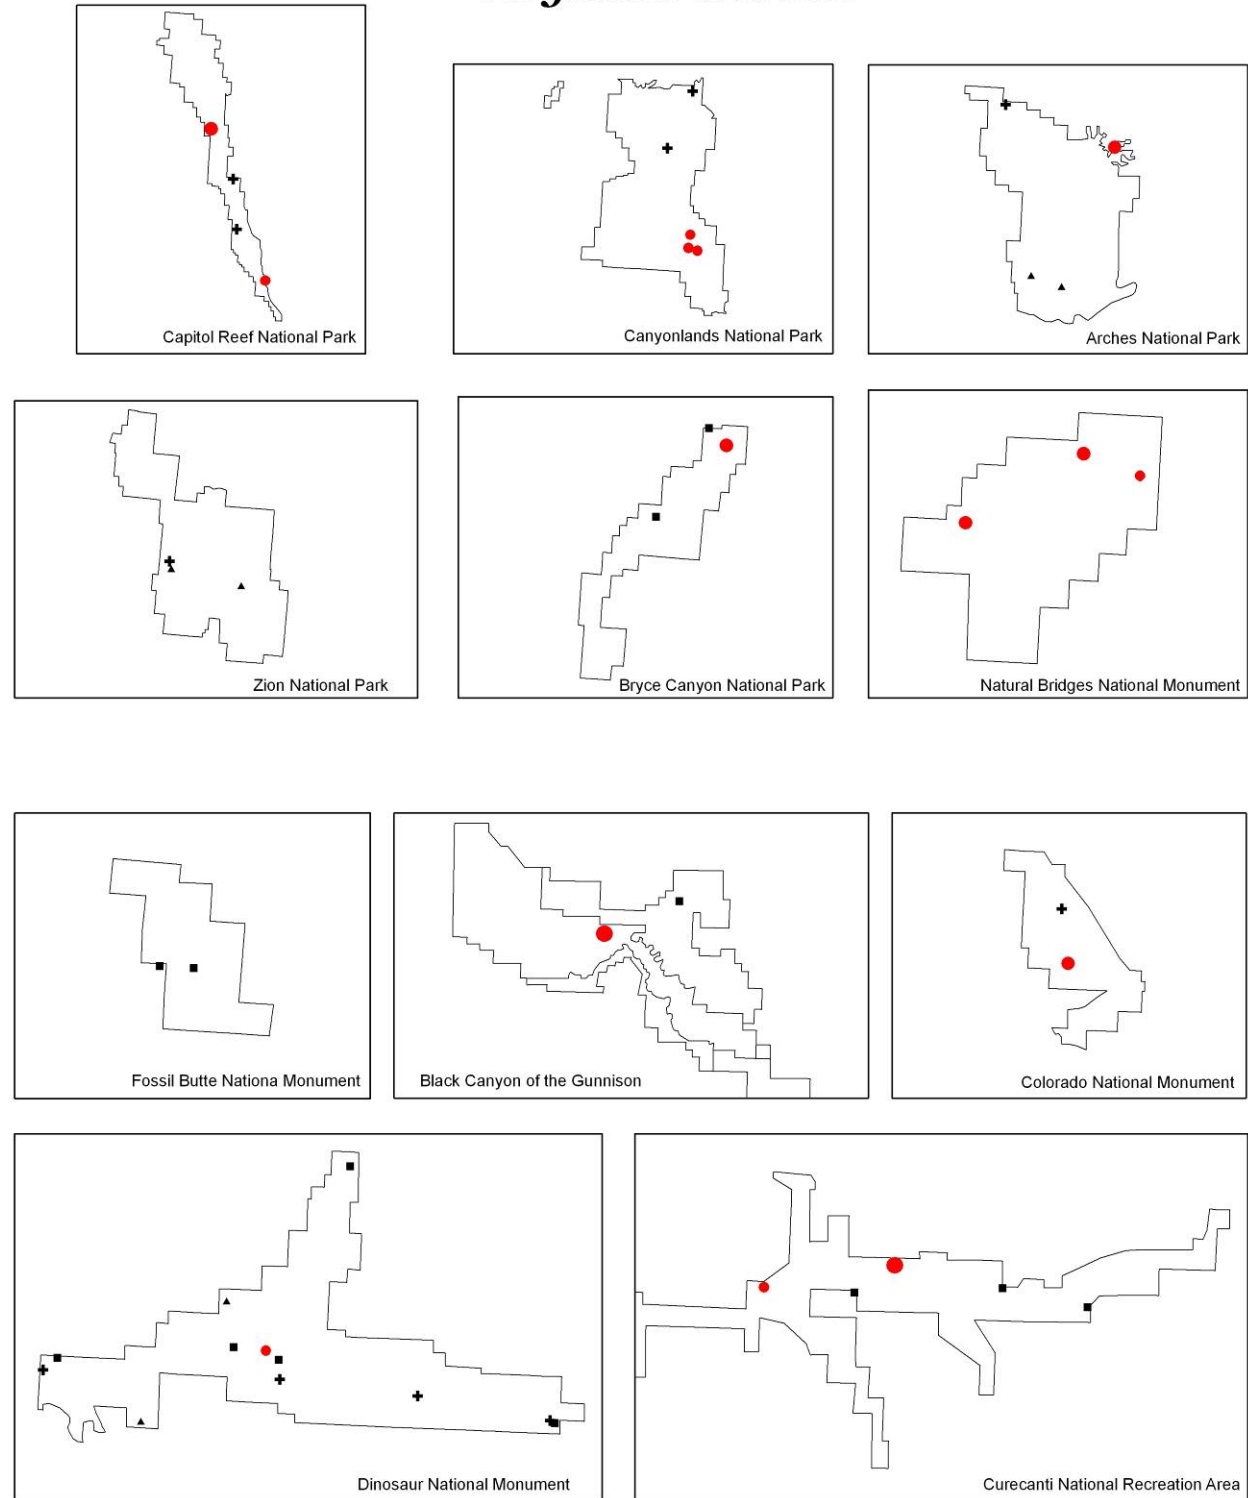 Capitol Reef National Park
Canyonlands National Park
Arches National Park
Zion National Park
Bryce Canyon National Park
Natural Bridges National Monument
Fossil Butte Nationa Monument
Black Canyon of the Gunnison
Colorado National Monument
Dinosaur National Monument
Curecanti National Recreation Area